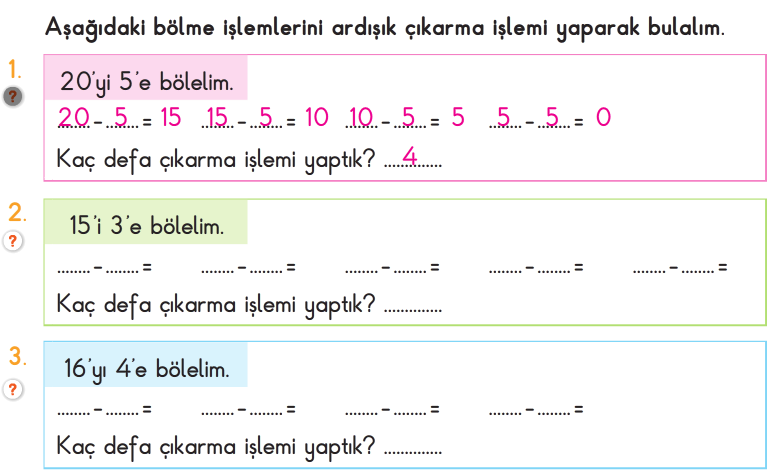 Aşağıdaki bölme işlemlerini ardışık çıkarma işlemi yaparak bulalım.
1.
?
20'yi 5'e bölelim.
20 - 5 = 15 15 - 5 = 10 10 - 5 = 5 5 - 5 = 0
Kaç defa çıkarma işlemi yaptık? ......4......
2.
?
15'i 3'e bölelim.
........ - ........ = ........ - ........ = ........ - ........ = ........ - ........ = ........ - ........ =
Kaç defa çıkarma işlemi yaptık? ..............
3.
?
16'yı 4'e bölelim.
........ - ........ = ........ - ........ = ........ - ........ = ........ - ........ =
Kaç defa çıkarma işlemi yaptık? ..............